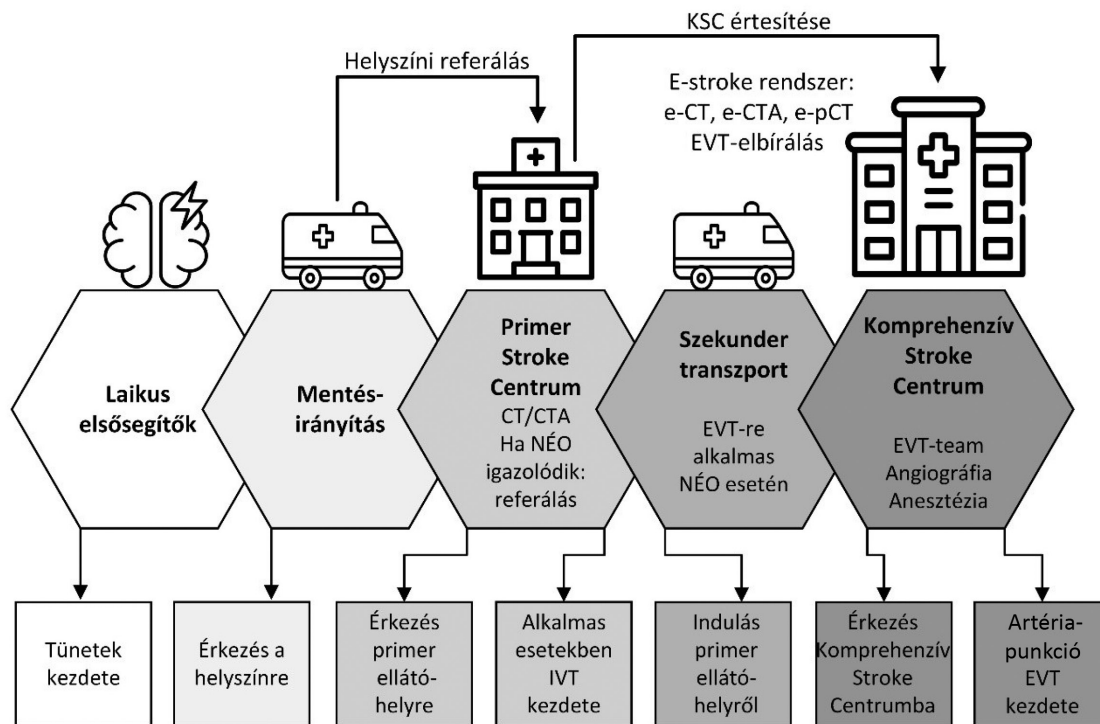 KSC értesítése
Helyszíni referálás
E-stroke rendszer:
e-CT, e-CTA, e-pCT
EVT-elbírálás
Laikus
elsősegítők
Mentés-
irányítás
Primer
Stroke
Centrum
CT/CTA
Ha NÉO
igazolódik:
referálás
Szekunder
transzport
EVT-re
alkalmas
NÉO esetén
Komprehenzív
Stroke
Centrum
EVT-team
Angiográfia
Anesztézia
Tünetek
kezdete
Érkezés a
helyszínre
Érkezés
primer
ellátó-
helyre
Alkalmas
esetekben
IVT
kezdete
Indulás
primer
ellátó-
helyről
Érkezés
Komprehenzív
Stroke
Centrumba
Artéria-
punkció
EVT
kezdete